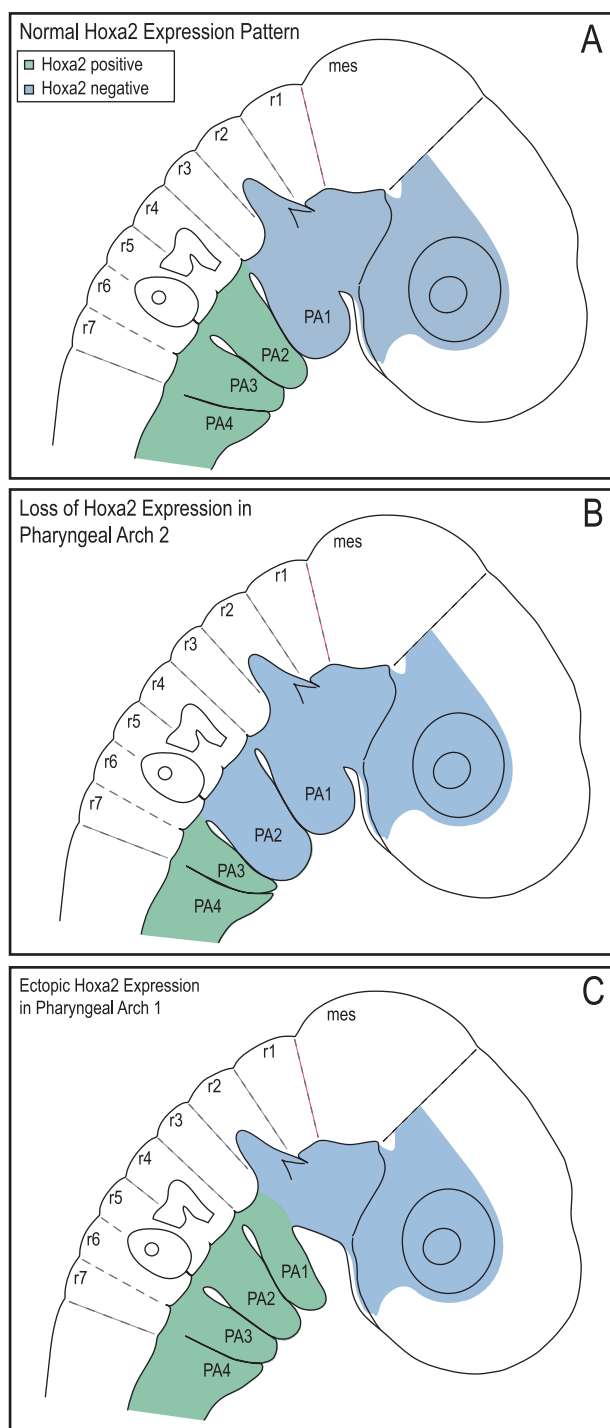 Normal Hoxa2 Expression Pattern
A
Hoxa2 positive
Hoxa2 negative
mes
r1
r2
r3
r4
r5
r6
r7
PA1
PA2
PA3
PA4
Loss of Hoxa2 Expression in
Pharyngeal Arch 2
B
mes
r1
r2
r3
r4
r5
r6
r7
PA1
PA2
PA3
PA4
Ectopic Hoxa2 Expression
in Pharyngeal Arch 1
C
mes
r1
r2
r3
r4
r5
r6
r7
PA1
PA2
PA3
PA4